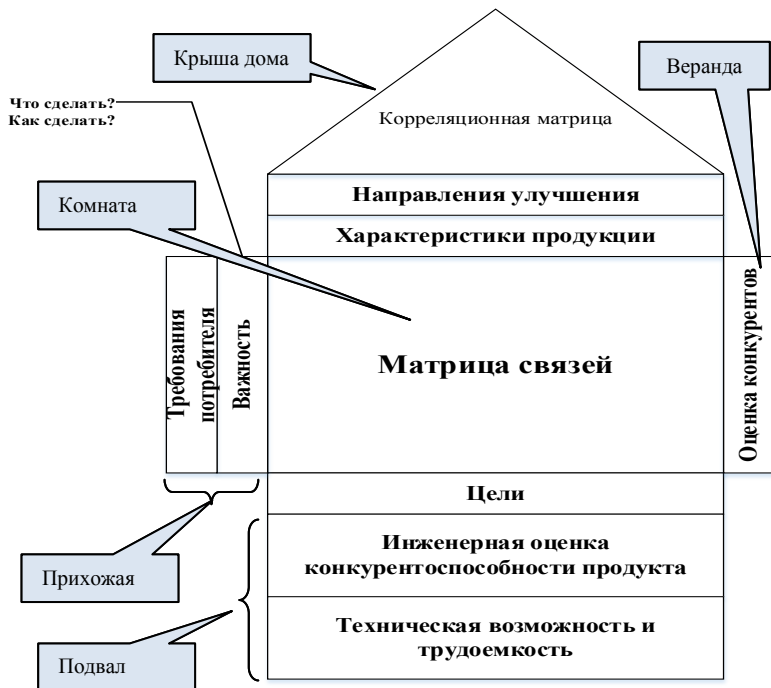 Крыша дома
Веранда
Корреляционная матрица
Что сделать?
Как сделать?
Направления улучшения
Комната
Характеристики продукции
Требования
потребителя
Важность
Матрица связей
Оценка конкурентов
Цели
Инженерная оценка
конкурентоспособности продукта
Прихожая
Техническая возможность и
трудоемкость
Подвал